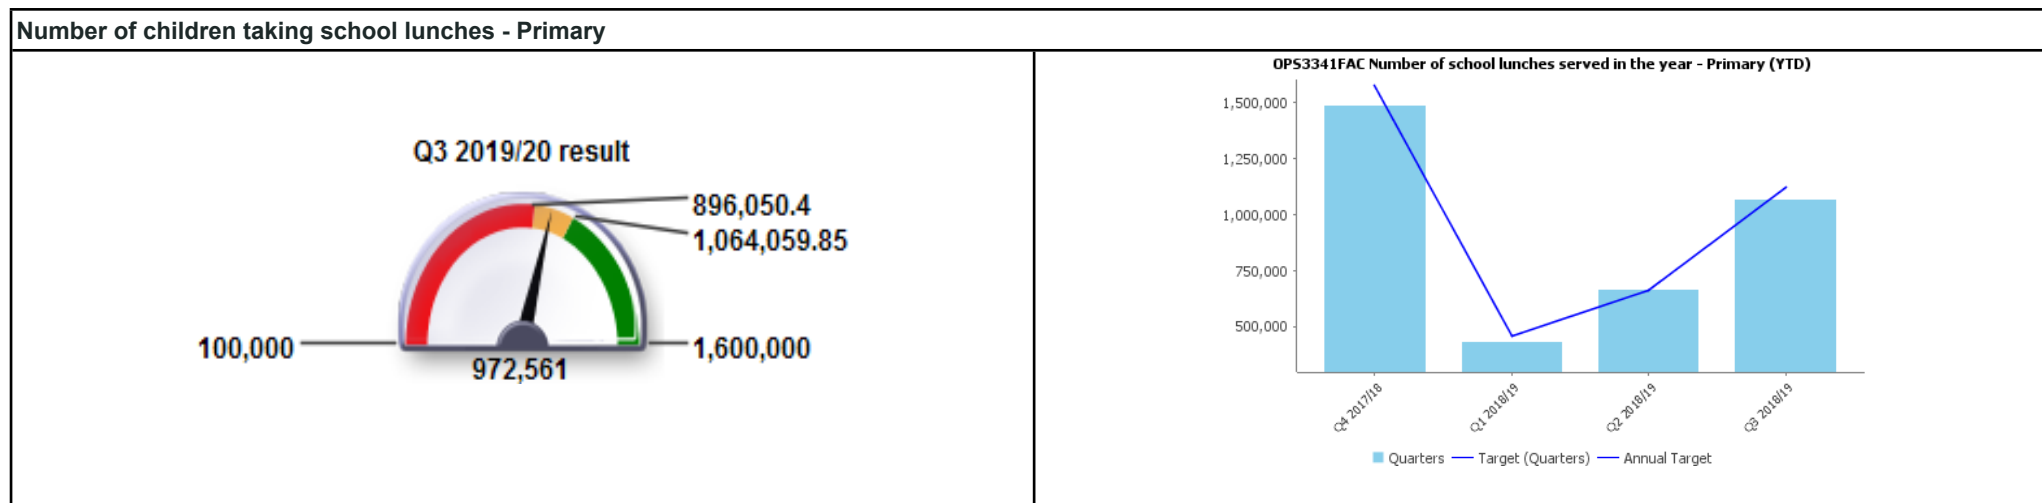 Number of children taking school lunches - Primary
Q3 2019/20 result
896,050.4
1,064,059.85
100,000
1,600,000
972,561
OPS3341FAC Number of school lunches served in the year - Primary (YTD)
1,500,000
1,250,000
1,000,000
750,000
500,000
Q4 2017/18
Q1 2018/19
Q2 2018/19
Q3 2018/19
Quarters Target (Quarters) Annual Target